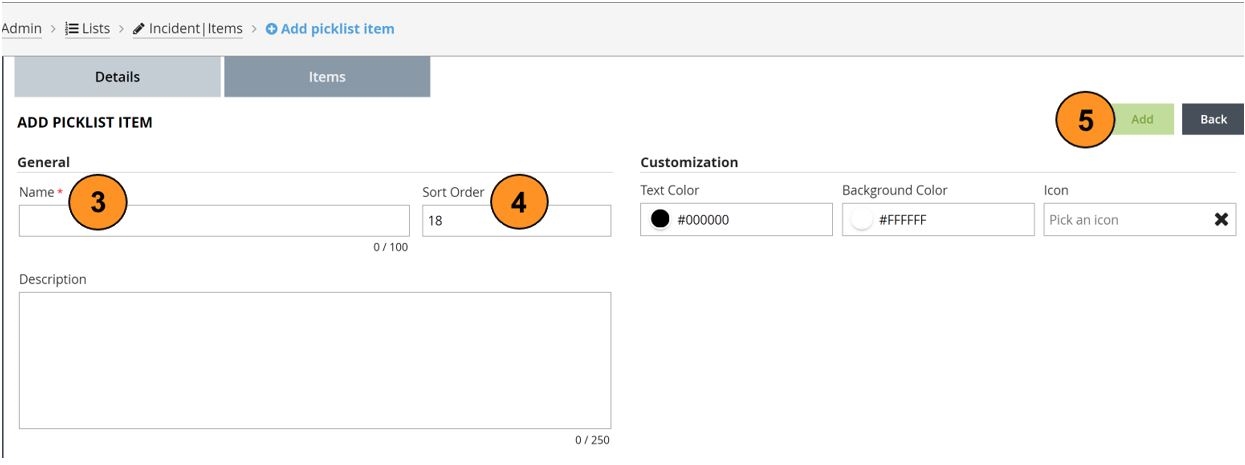 Admin > Lists > Incident|Items > Add picklist item
Details Items
ADD PICKLIST ITEM
5 Add Back
General Customization
Name * 3 Sort Order 4 Text Color Background Color Icon
18 #000000 #FFFFFF Pick an icon
0 / 100
Description
0 / 250